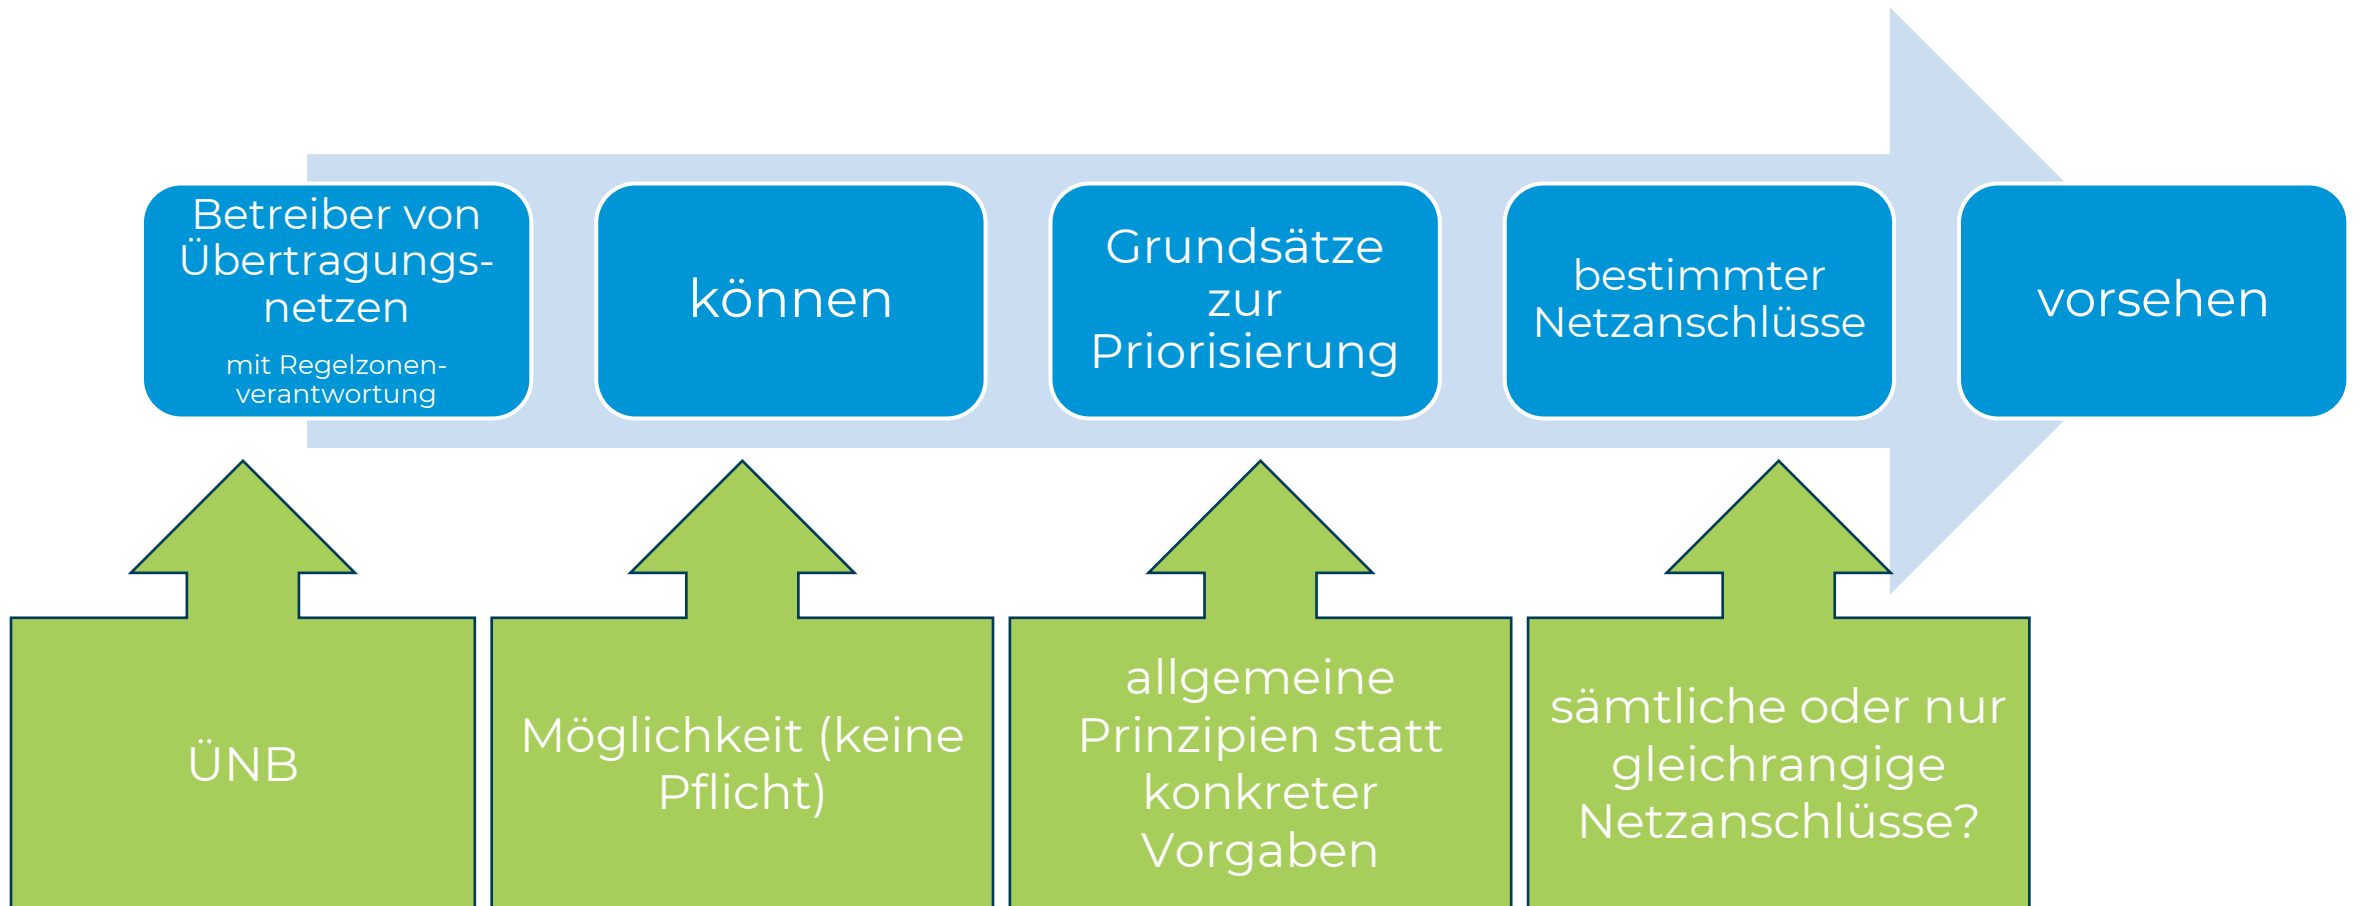 Betreiber von
Übertragungs-
netzen
mit Regelzonen-
verantwortung
können
Grundsätze
zur
Priorisierung
bestimmter
Netzanschlüsse
vorsehen
ÜNB
Möglichkeit (keine
Pflicht)
allgemeine
Prinzipien statt
konkreter
Vorgaben
sämtliche oder nur
gleichrangige
Netzanschlüsse?